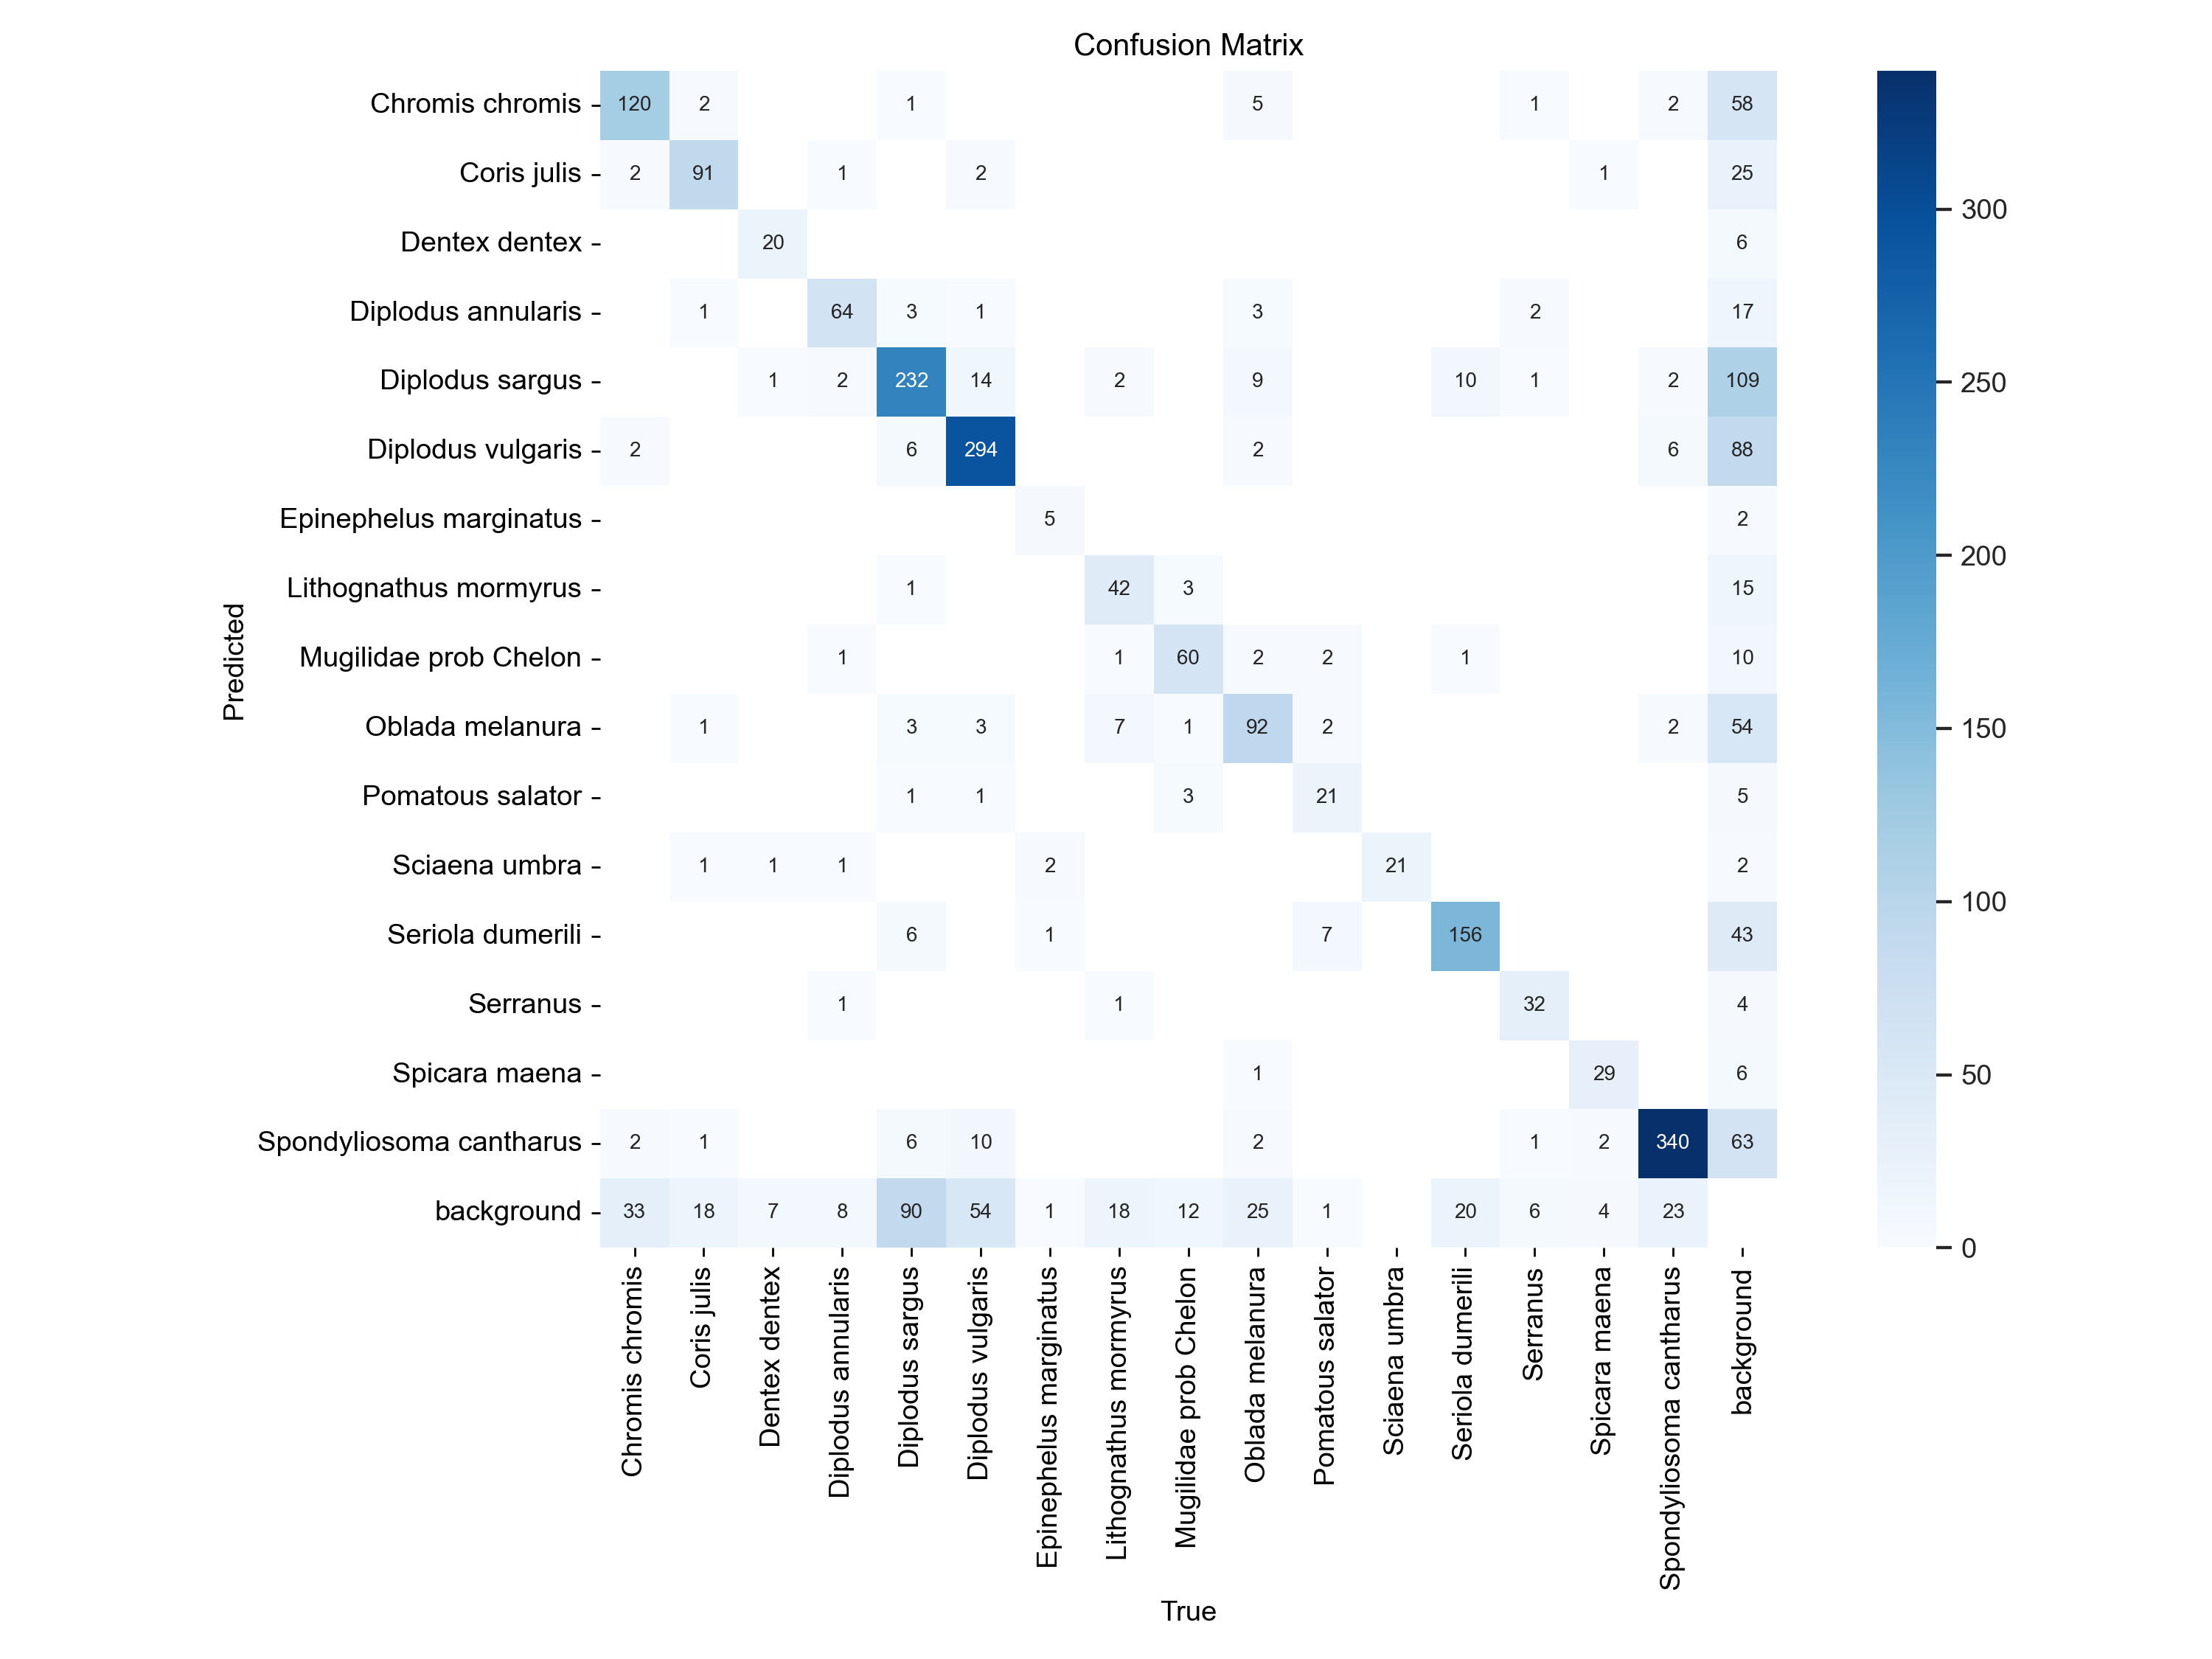 Confusion Matrix
Chromis chromis 120 2 1 5 1 2 58
Coris julis 2 91 1 2 1 25
Dentex dentex 20 6
Diplodus annularis 1 64 3 1 3 2 17
Diplodus sargus 1 2 232 14 2 9 10 1 2 109
Diplodus vulgaris 2 6 294 2 6 88
Epinephelus marginatus 5 2
Lithognathus mormyrus 1 42 3 15
Mugilidae prob Chelon 1 1 60 2 2 1 10
Oblada melanura 1 3 3 7 1 92 2 2 54
Pomatous salator 1 1 3 21 5
Sciaena umbra 1 1 1 2 21 2
Seriola dumerili 6 1 7 156 43
Serranus 1 1 32 4
Spicara maena 1 29 6
Spondyliosoma cantharus 2 1 6 10 2 1 2 340 63
background 33 18 7 8 90 54 1 18 12 25 1 20 6 4 23
Predicted
Chromis chromis
Coris julis
Dentex dentex
Diplodus annularis
Diplodus sargus
Diplodus vulgaris
Epinephelus marginatus
Lithognathus mormyrus
Mugilidae prob Chelon
Oblada melanura
Pomatous salator
Sciaena umbra
Seriola dumerili
Serranus
Spicara maena
Spondyliosoma cantharus
background
True
300
250
200
150
100
50
0